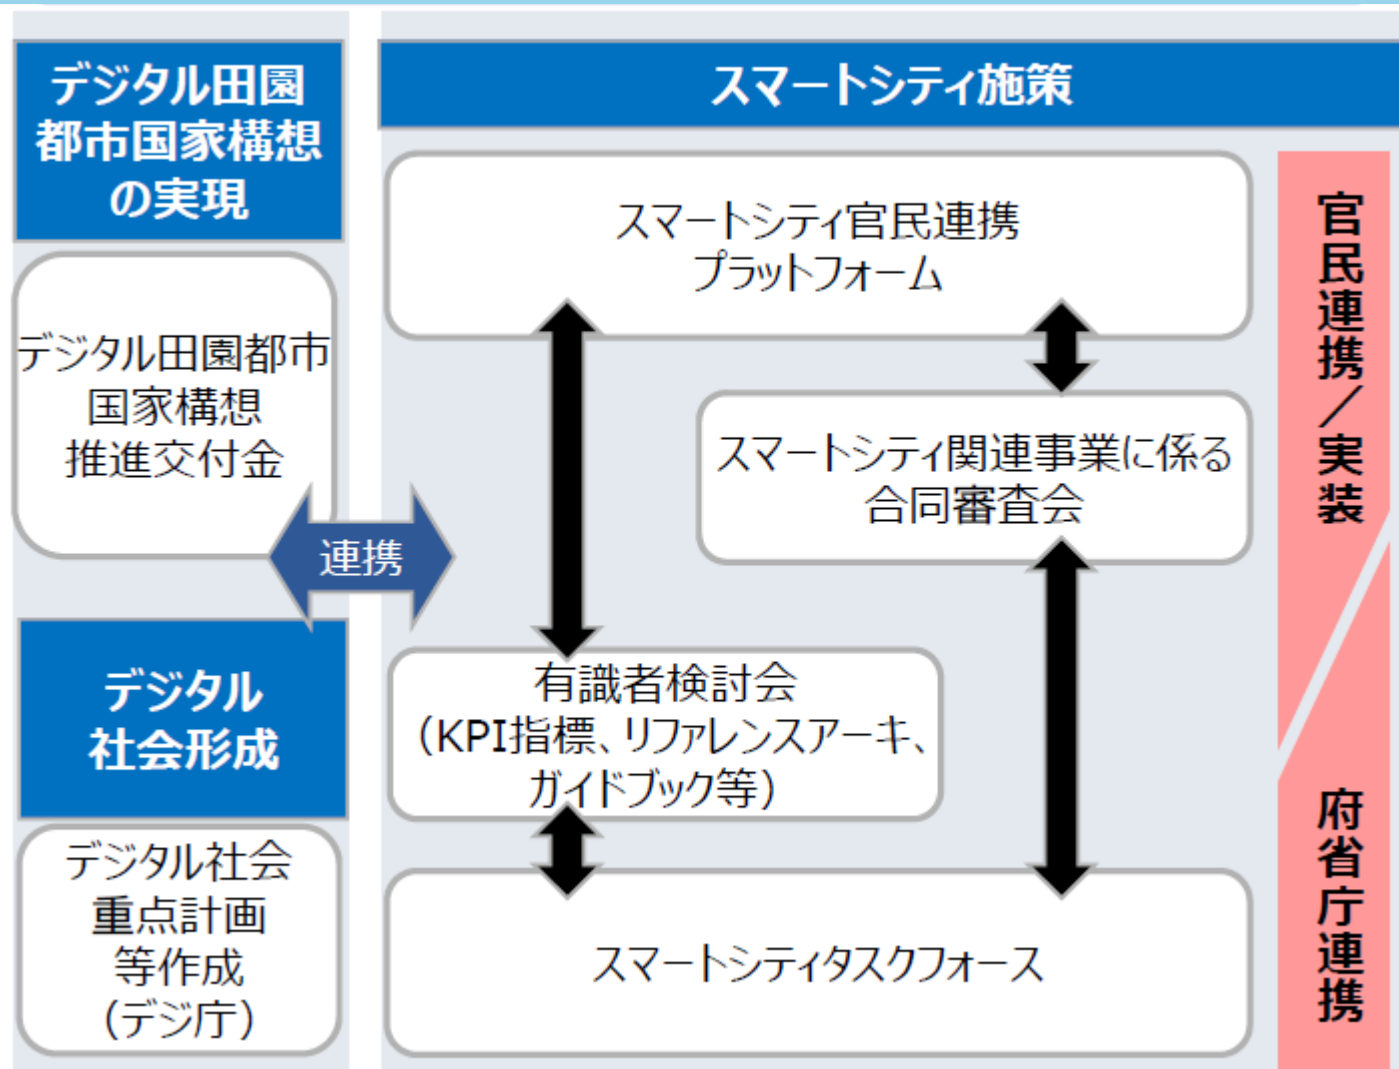 デジタル田園
都市国家構想
の実現
デジタル田園都市
国家構想
推進交付金
連携
デジタル
社会形成
デジタル社会
重点計画
等作成
(デジ庁)
スマートシティ施策
スマートシティ官民連携
プラットフォーム
スマートシティ関連事業に係る
合同審査会
有識者検討会
(KPI指標、リファレンスアーキ、
ガイドブック等)
スマートシティタスクフォース
官民連携/実装
府省庁連携